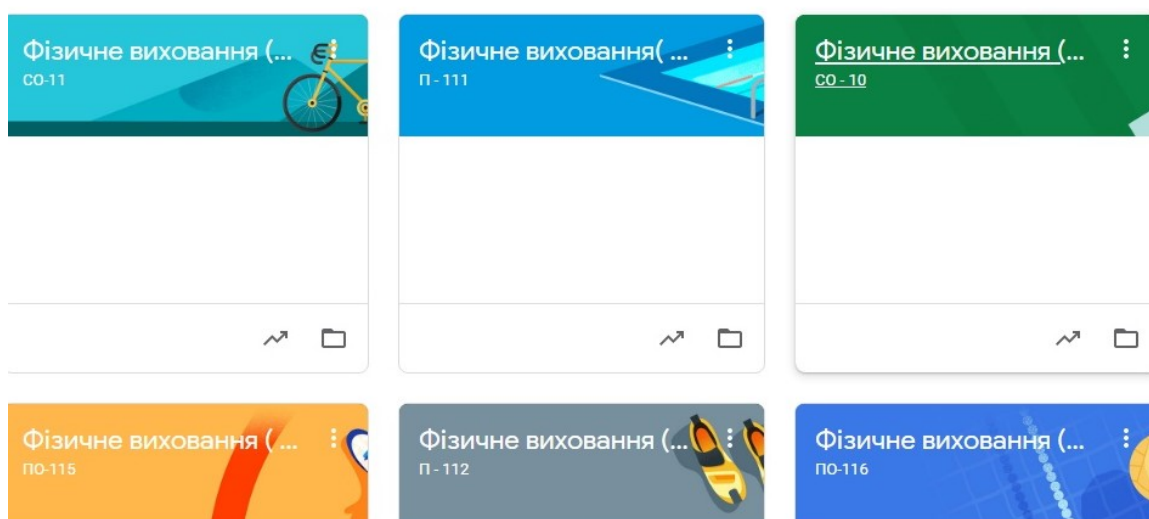 Фізичне виховання (...
СО-11
Фізичне виховання( ...
П - 111
Фізичне виховання (...
СО - 10
Фізичне виховання ( ...
ПО-115
Фізичне виховання (...
П - 112
Фізичне виховання (...
ПО-116